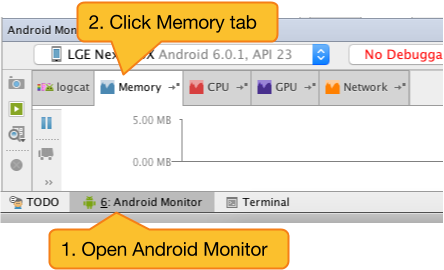 2. Click Memory tab
Android Mon
LGE Nex X Android 6.0.1, API 23
No Debugga
logcat
Memory
CPU
GPU
Network
5.00 MB
0.00 MB
>>
TODO
6: Android Monitor
Terminal
1. Open Android Monitor